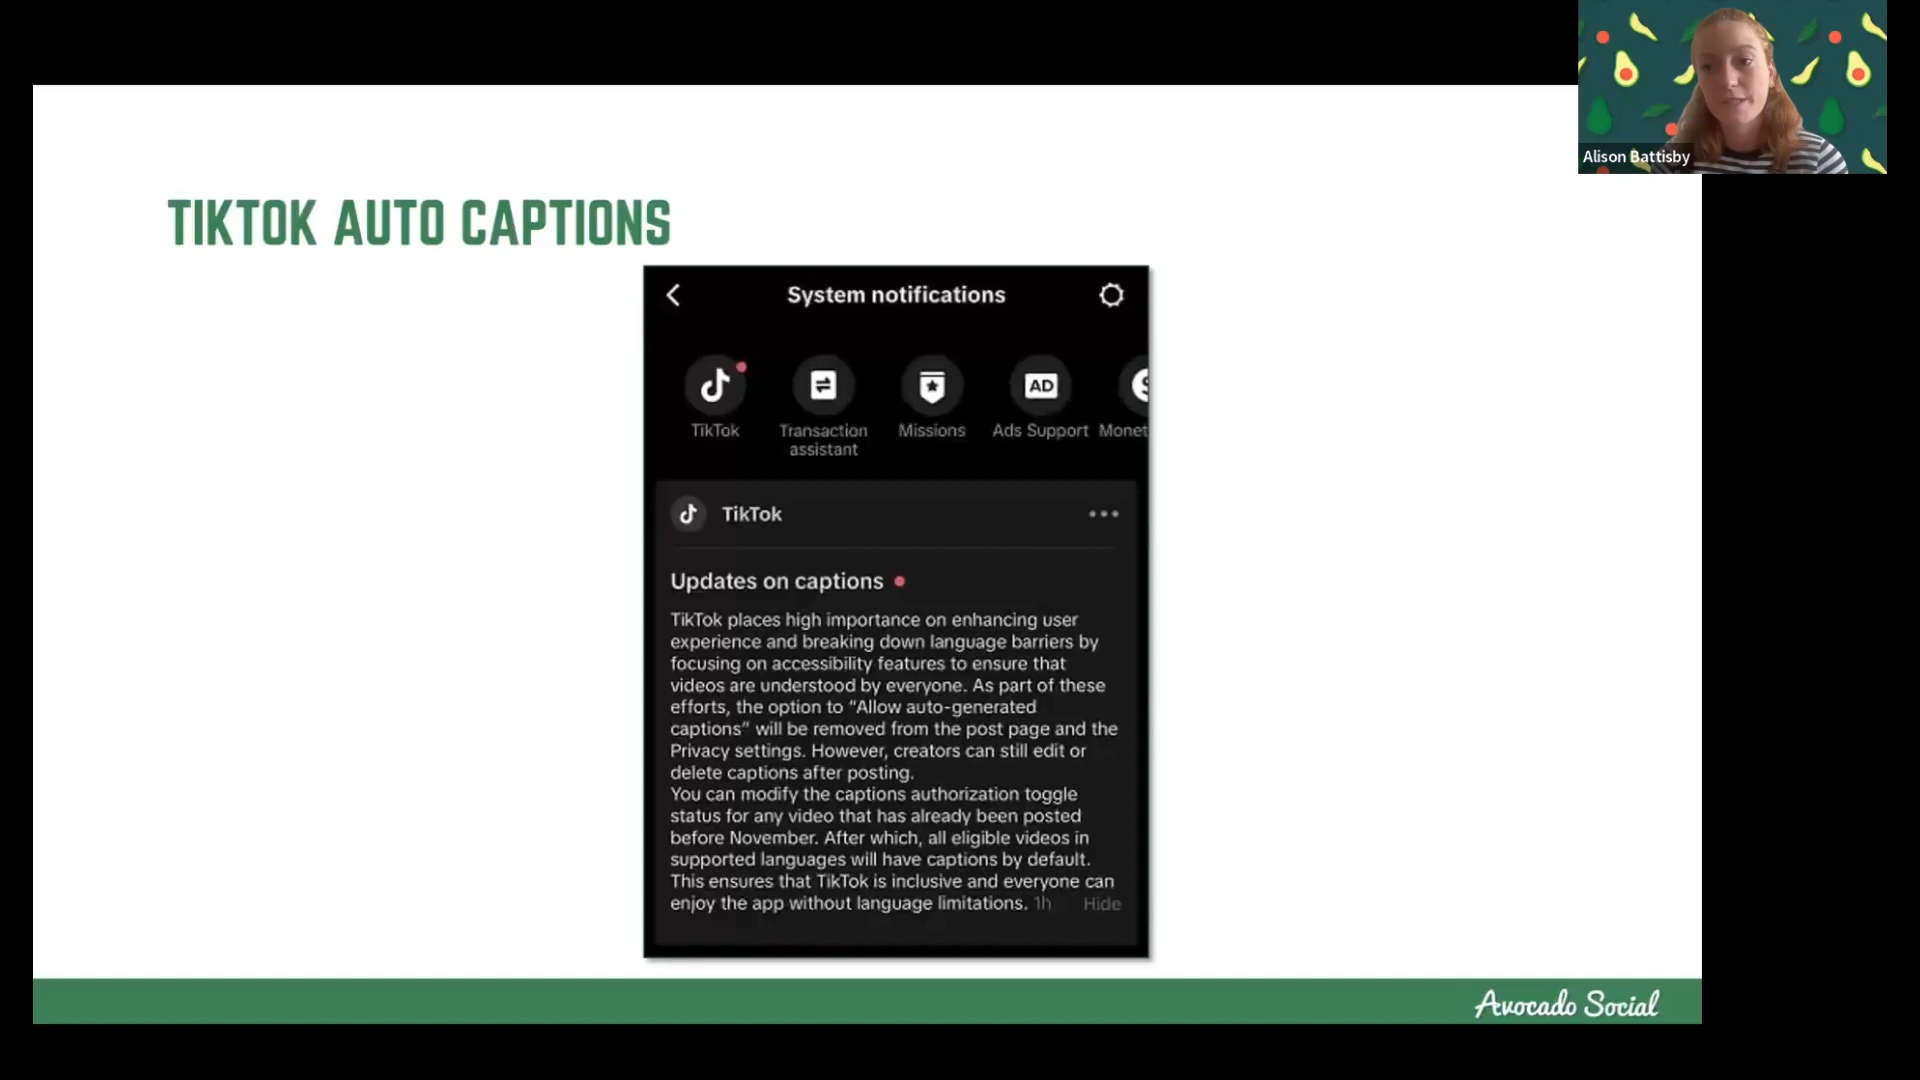 Alison Battisby
TIKTOK AUTO CAPTIONS
System notifications
TikTok
Transaction
assistant
Missions
AD
Ads Support
Monet
TikTok
Updates on captions
TikTok places high importance on enhancing user
experience and breaking down language barriers by
focusing on accessibility features to ensure that
videos are understood by everyone. As part of these
efforts, the option to “Allow auto-generated
captions” will be removed from the post page and the
Privacy settings. However, creators can still edit or
delete captions after posting.
You can modify the captions authorization toggle
status for any video that has already been posted
before November. After which, all eligible videos in
supported languages will have captions by default.
This ensures that TikTok is inclusive and everyone can
enjoy the app without language limitations. 1h Hide
Avocado Social